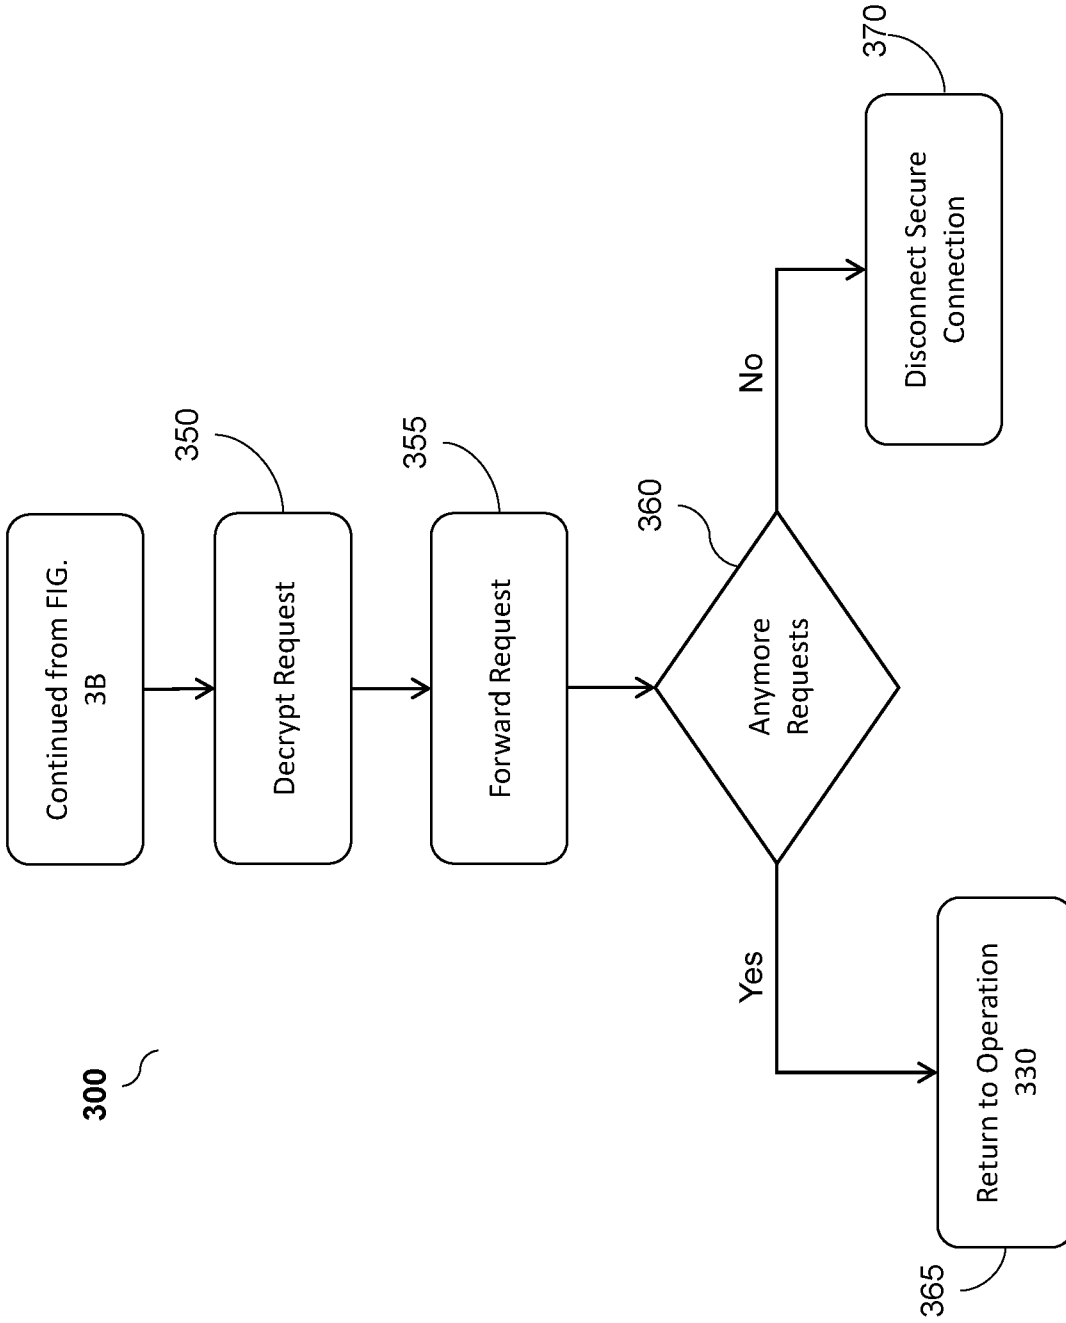 300
Continued from FIG.
3B
350
Decrypt Request
355
Forward Request
360
Anymore
Requests
Yes
No
365
Return to Operation
330
370
Disconnect Secure
Connection